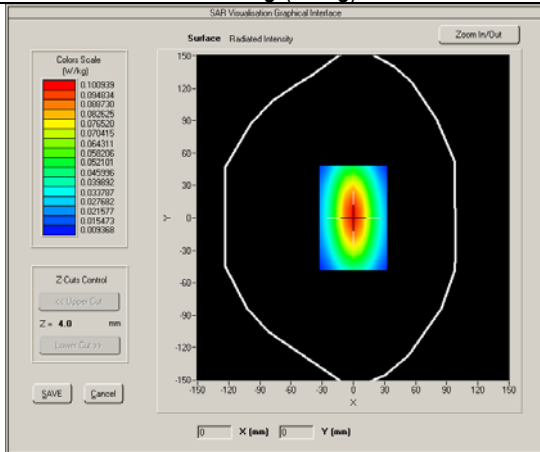 SAR Visualisation Graphical Interface
Surface Radiated Intensity
Zoom In/Out
Colors Scale
(W/kg)
0.100939
0.094834
0.088730
0.082625
0.076520
0.070415
0.064311
0.058206
0.052101
0.045996
0.039892
0.033787
0.027682
0.021577
0.015473
0.009368
Z Cuts Control
<< Upper Cut
Z = 4.0 mm
Lower Cut >>
SAVE Cancel
150
120
90
60
30
0
-30
-60
-90
-120
-150
Y
-150 -120 -90 -60 -30 0 30 60 90 120 150
X
0 X (mm) 0 Y (mm)